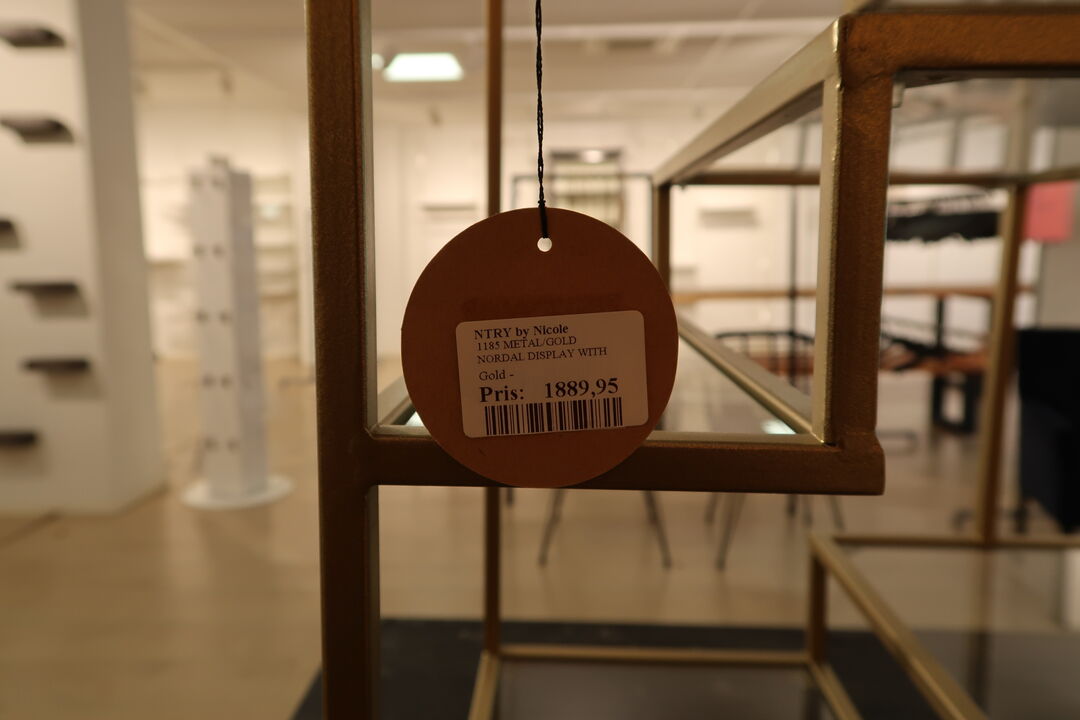 NTRY by Nicole
1185 METAL/GOLD
NORDAL DISPLAY WITH
Gold -
Pris: 1889,95